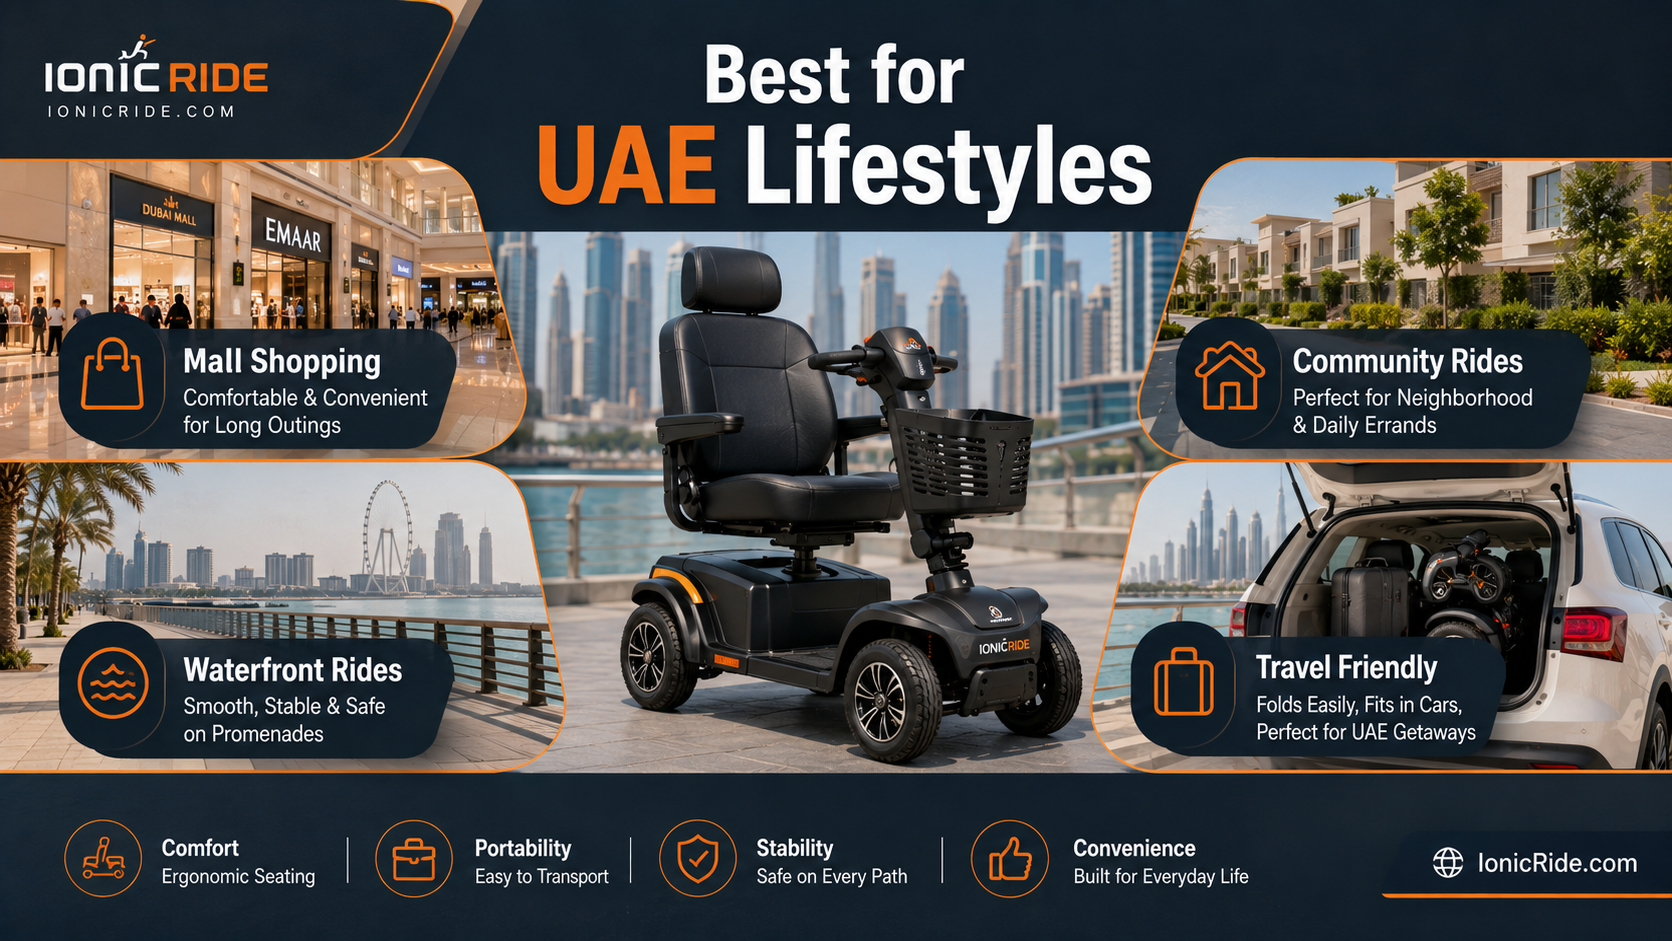 IONIC RIDE
IONICRIDE.COM
Best for
UAE Lifestyles
DUBAI MALL
EMAAR
Mall Shopping
Comfortable & Convenient
for Long Outings
Community Rides
Perfect for Neighborhood
& Daily Errands
Waterfront Rides
Smooth, Stable & Safe
on Promenades
IONICRIDE
Travel Friendly
Folds Easily, Fits in Cars,
Perfect for UAE Getaways
Comfort
Ergonomic Seating
Portability
Easy to Transport
Stability
Safe on Every Path
Convenience
Built for Everyday Life
IonicRide.com